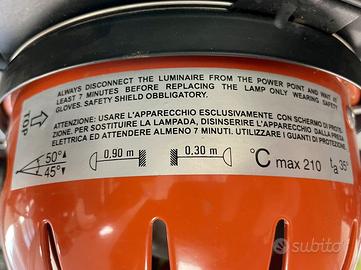 ALWAYS DISCONNECT THE LUMINAIRE FROM THE POWER POINT AND WAIT AT
LEAST 7 MINUTES BEFORE REPLACING THE LAMP ONLY WEARING SAFETY
GLOVES. SAFETY SHIELD OBBLIGATORY.
TOP
ATTENZIONE: USARE L'APPARECCHIO ESCLUSIVAMENTE CON SCHERMO DI PROTE-
ZIONE. PER SOSTITUIRE LA LAMPADA, DISINSERIRE L'APPARECCHIO DALLA PRESA
ELETTRICA ED ATTENDERE ALMENO 7 MINUTI. UTILIZZARE I GUANTI DI PROTEZIONE
50°▲ 0,90 m 0,30 m °C max 210 ta 35°
45°▼
subito